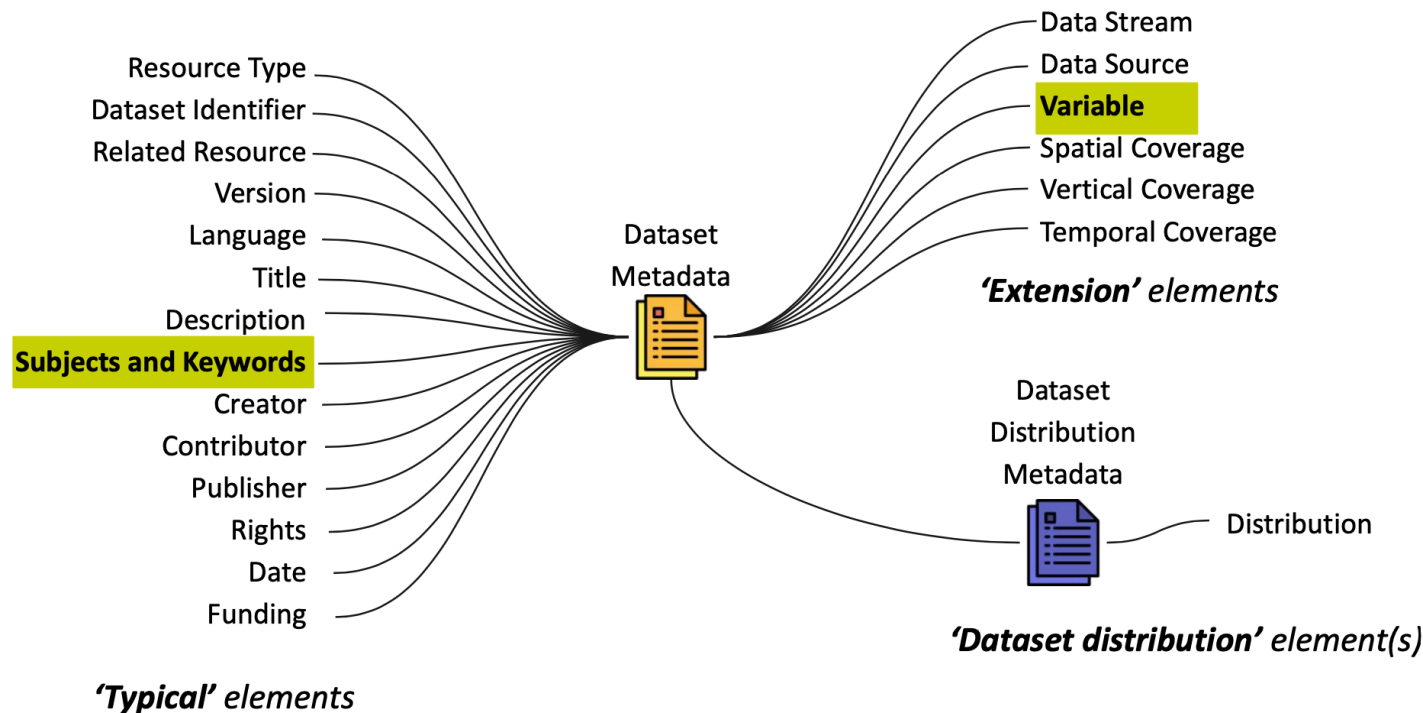 Resource Type
Dataset Identifier
Related Resource
Version
Language
Title
Description
Subjects and Keywords
Creator
Contributor
Publisher
Rights
Date
Funding
‘Typical’ elements
Dataset
Metadata
Data Stream
Data Source
Variable
Spatial Coverage
Vertical Coverage
Temporal Coverage
‘Extension’ elements
Dataset
Distribution
Metadata
Distribution
‘Dataset distribution’ element(s)